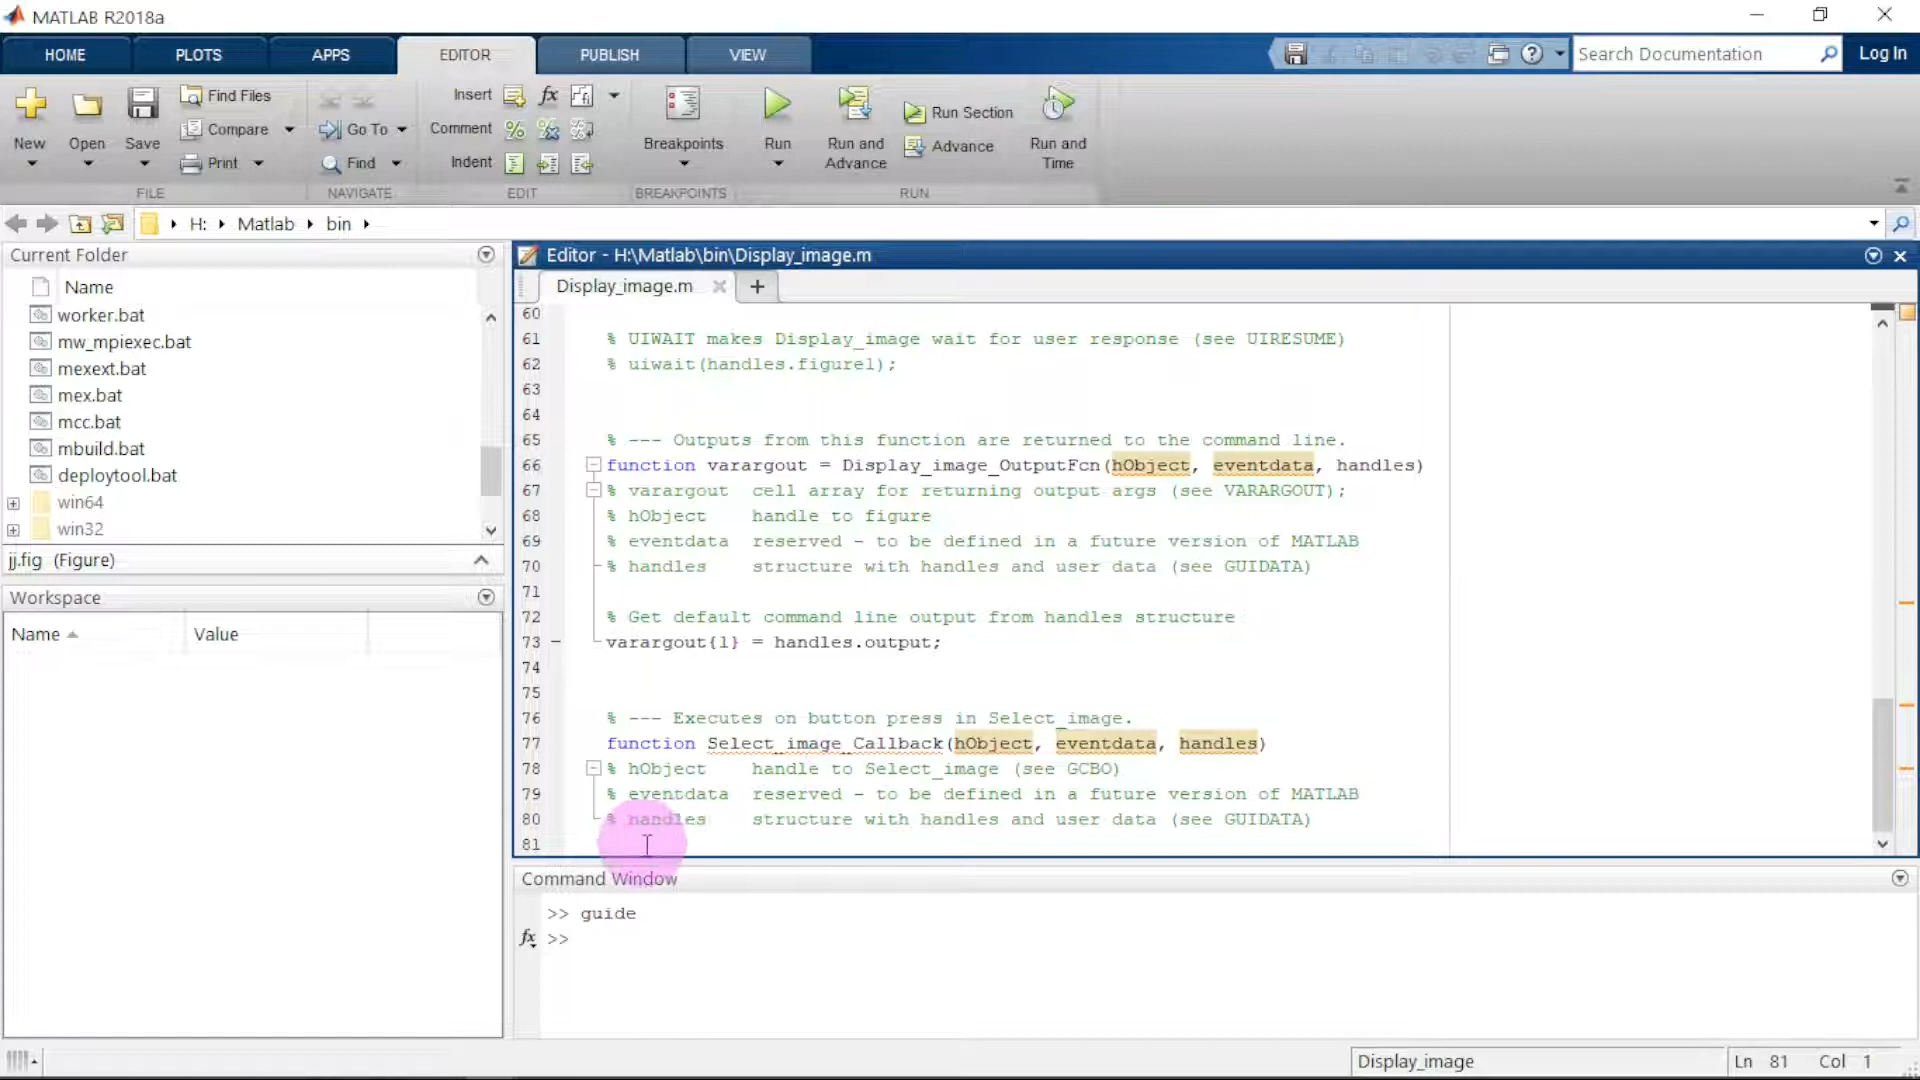 MATLAB R2018a
HOME
PLOTS
APPS
EDITOR
PUBLISH
VIEW
Search Documentation
Log In
New
Open
Save
Find Files
Compare
Print
FILE
Go To
Find
NAVIGATE
Insert
fx
Comment
Indent
EDIT
Breakpoints
BREAKPOINTS
Run
Run and Advance
Run Section
Advance
Run and Time
RUN
H: Matlab bin
Current Folder
Name
worker.bat
mw_mpiexec.bat
mexext.bat
mex.bat
mcc.bat
mbuild.bat
deploytool.bat
win64
win32
jj.fig (Figure)
Workspace
Name Value
Editor - H:\Matlab\bin\Display_image.m
Display_image.m
60
61 % UIWAIT makes Display_image wait for user response (see UIRESUME)
62 % uiwait(handles.figure1);
63
64
65 % --- Outputs from this function are returned to the command line.
66 function varargout = Display_image_OutputFcn(hObject, eventdata, handles)
67 % varargout cell array for returning output args (see VARARGOUT);
68 % hObject handle to figure
69 % eventdata reserved - to be defined in a future version of MATLAB
70 % handles structure with handles and user data (see GUIDATA)
71
72 % Get default command line output from handles structure
73 - varargout{1} = handles.output;
74
75
76 % --- Executes on button press in Select_image.
77 function Select_image_Callback(hObject, eventdata, handles)
78 % hObject handle to Select_image (see GCBO)
79 % eventdata reserved - to be defined in a future version of MATLAB
80 % handles structure with handles and user data (see GUIDATA)
81
Command Window
>> guide
fx >>
Display_image
Ln 81 Col 1